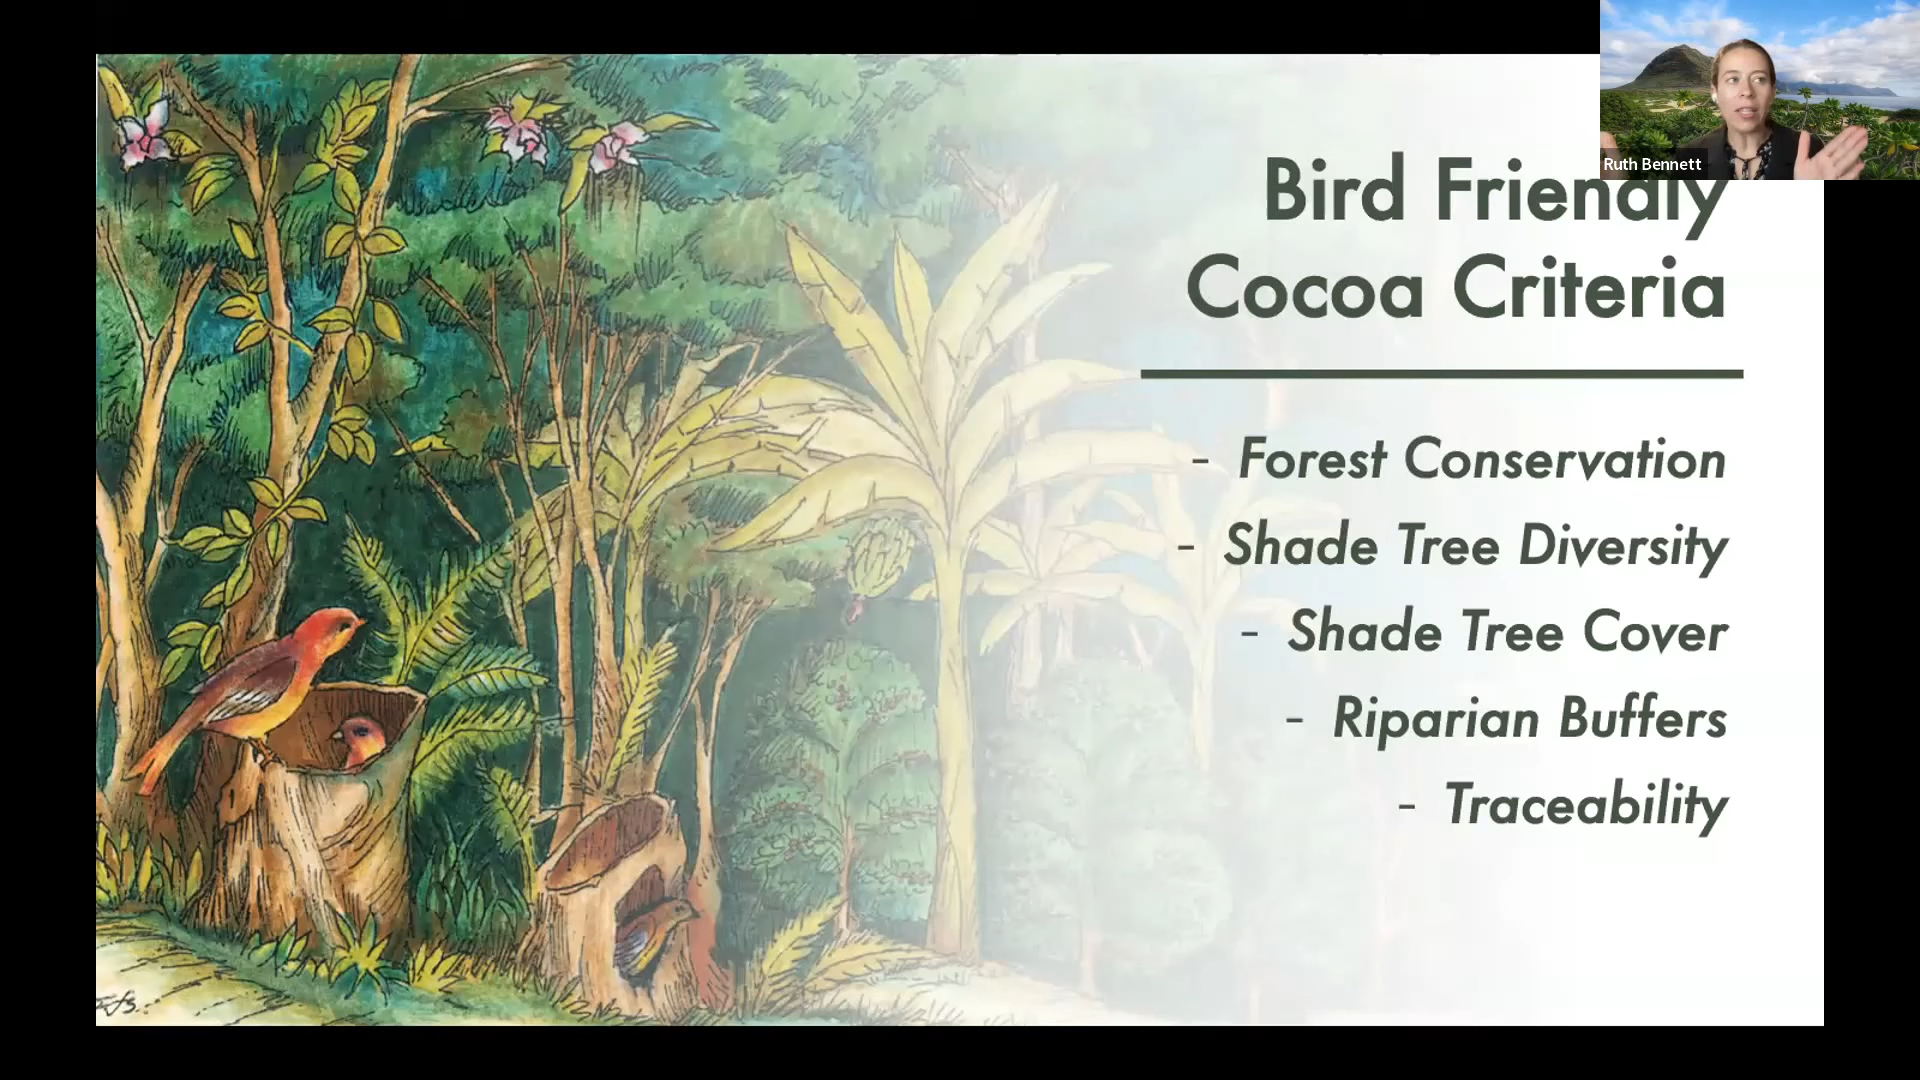 Ruth Bennett
Bird Friendly
Cocoa Criteria
- Forest Conservation
- Shade Tree Diversity
- Shade Tree Cover
- Riparian Buffers
- Traceability